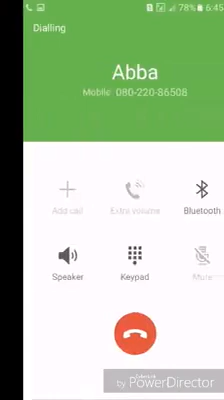 78% 6:45
Dialling
Abba
Mobile 080-220-86508
Add call
Extra volume
Bluetooth
Speaker
Keypad
Mute
by PowerDirector